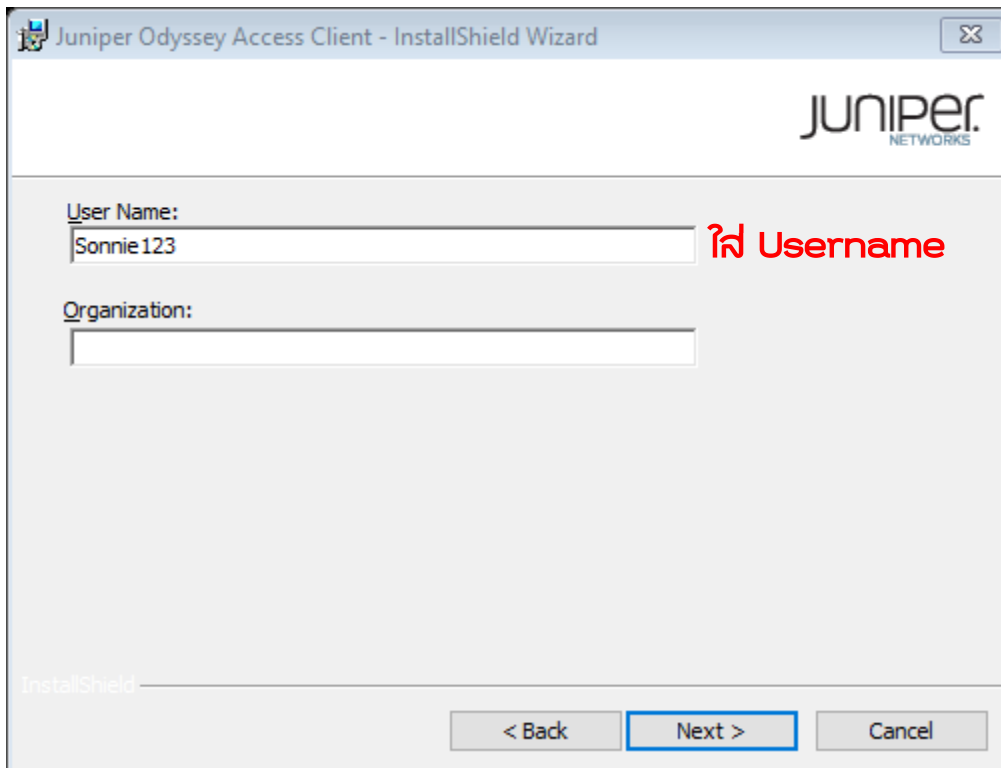 Juniper Odyssey Access Client - InstallShield Wizard
JUNIPEr.
NETWORKS
User Name:
Sonnie123
ใส่ Username
Organization:
InstallShield
< Back
Next >
Cancel